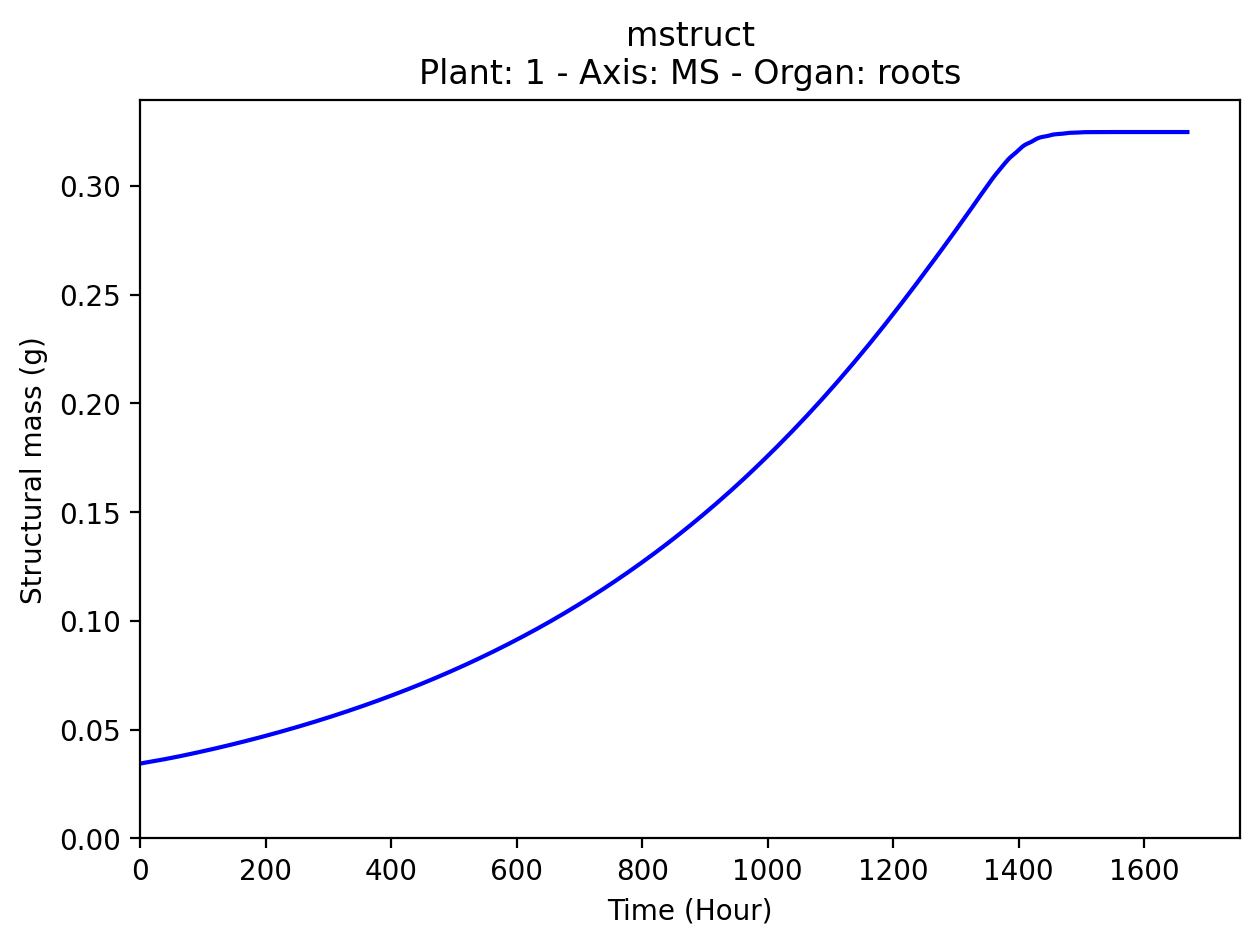 mstruct
Plant: 1 - Axis: MS - Organ: roots
Structural mass (g)
0.30
0.25
0.20
0.15
0.10
0.05
0.00
0 200 400 600 800 1000 1200 1400 1600
Time (Hour)